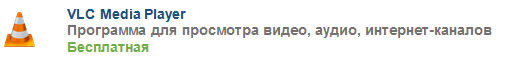 VLC Media Player
Программа для просмотра видео, аудио, интернет-каналов
Бесплатная